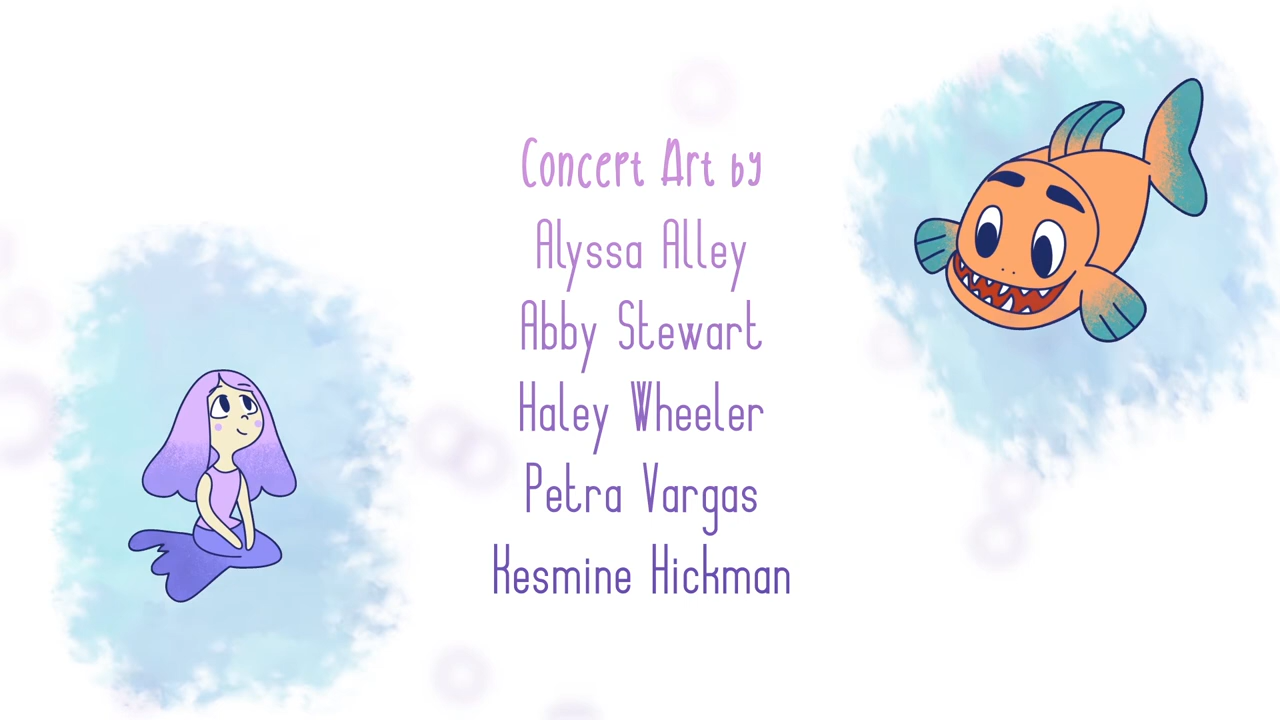 Concert Art by
Alyssa Alley
Abby Stewart
Haley Wheeler
Petra Vargas
Kesmine Hickman